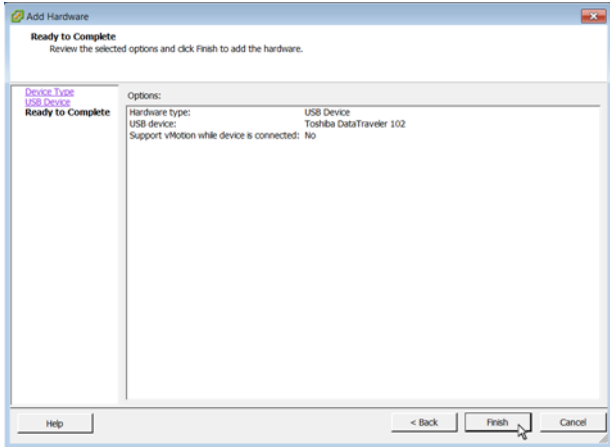 Add Hardware
Ready to Complete
Review the selected options and click Finish to add the hardware.
Device Type
USB Device
Ready to Complete
Options:
Hardware type: USB Device
USB device: Toshiba DataTraveler 102
Support vMotion while device is connected: No
Help
< Back
Finish
Cancel